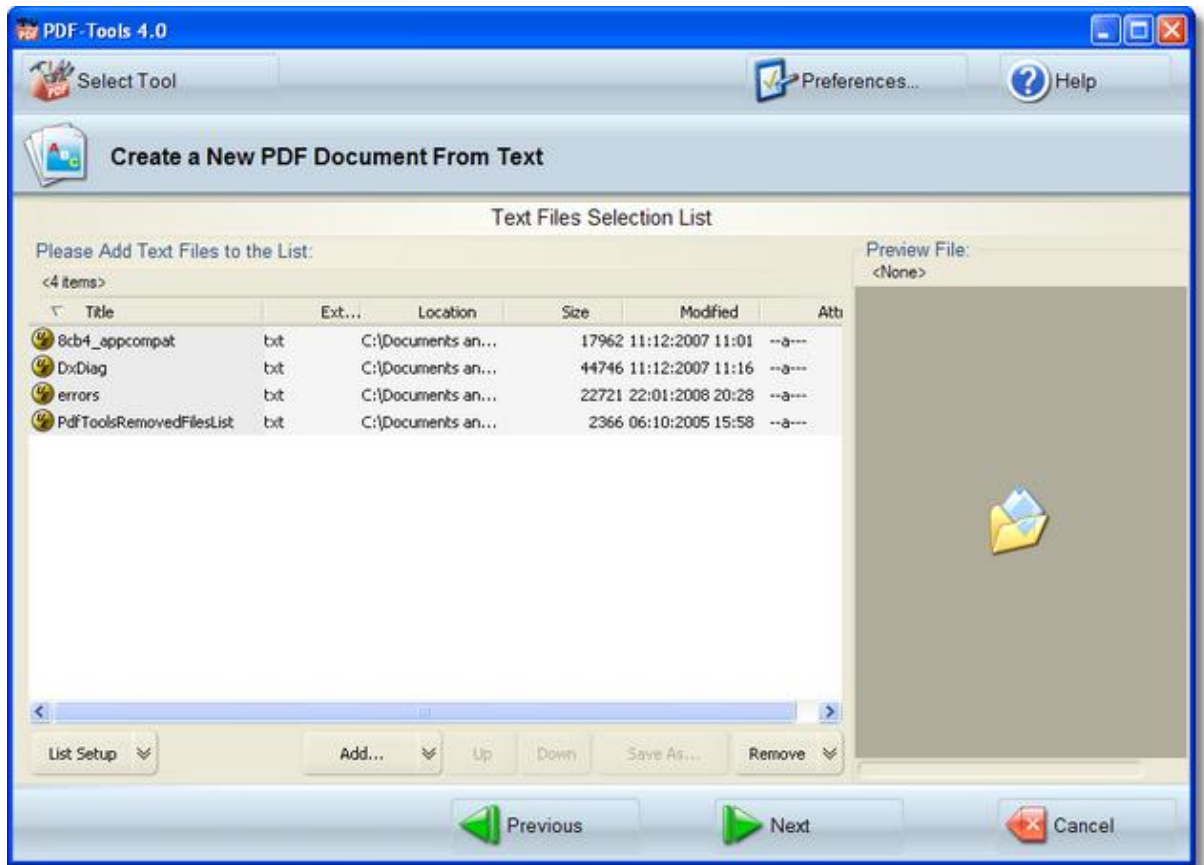 PDF-Tools 4.0
Select Tool Preferences... Help
Create a New PDF Document From Text
Text Files Selection List
Please Add Text Files to the List: Preview File:
<4 items> <None>
Title Ext... Location Size Modified Attı
8cb4_appcompat txt C:\Documents an... 17962 11:12:2007 11:01 --a---
DxDiag txt C:\Documents an... 44746 11:12:2007 11:16 --a---
errors txt C:\Documents an... 22721 22:01:2008 20:28 --a---
PdfToolsRemovedFilesList txt C:\Documents an... 2366 06:10:2005 15:58 --a---
List Setup Add... Up Down Save As... Remove
Previous Next Cancel